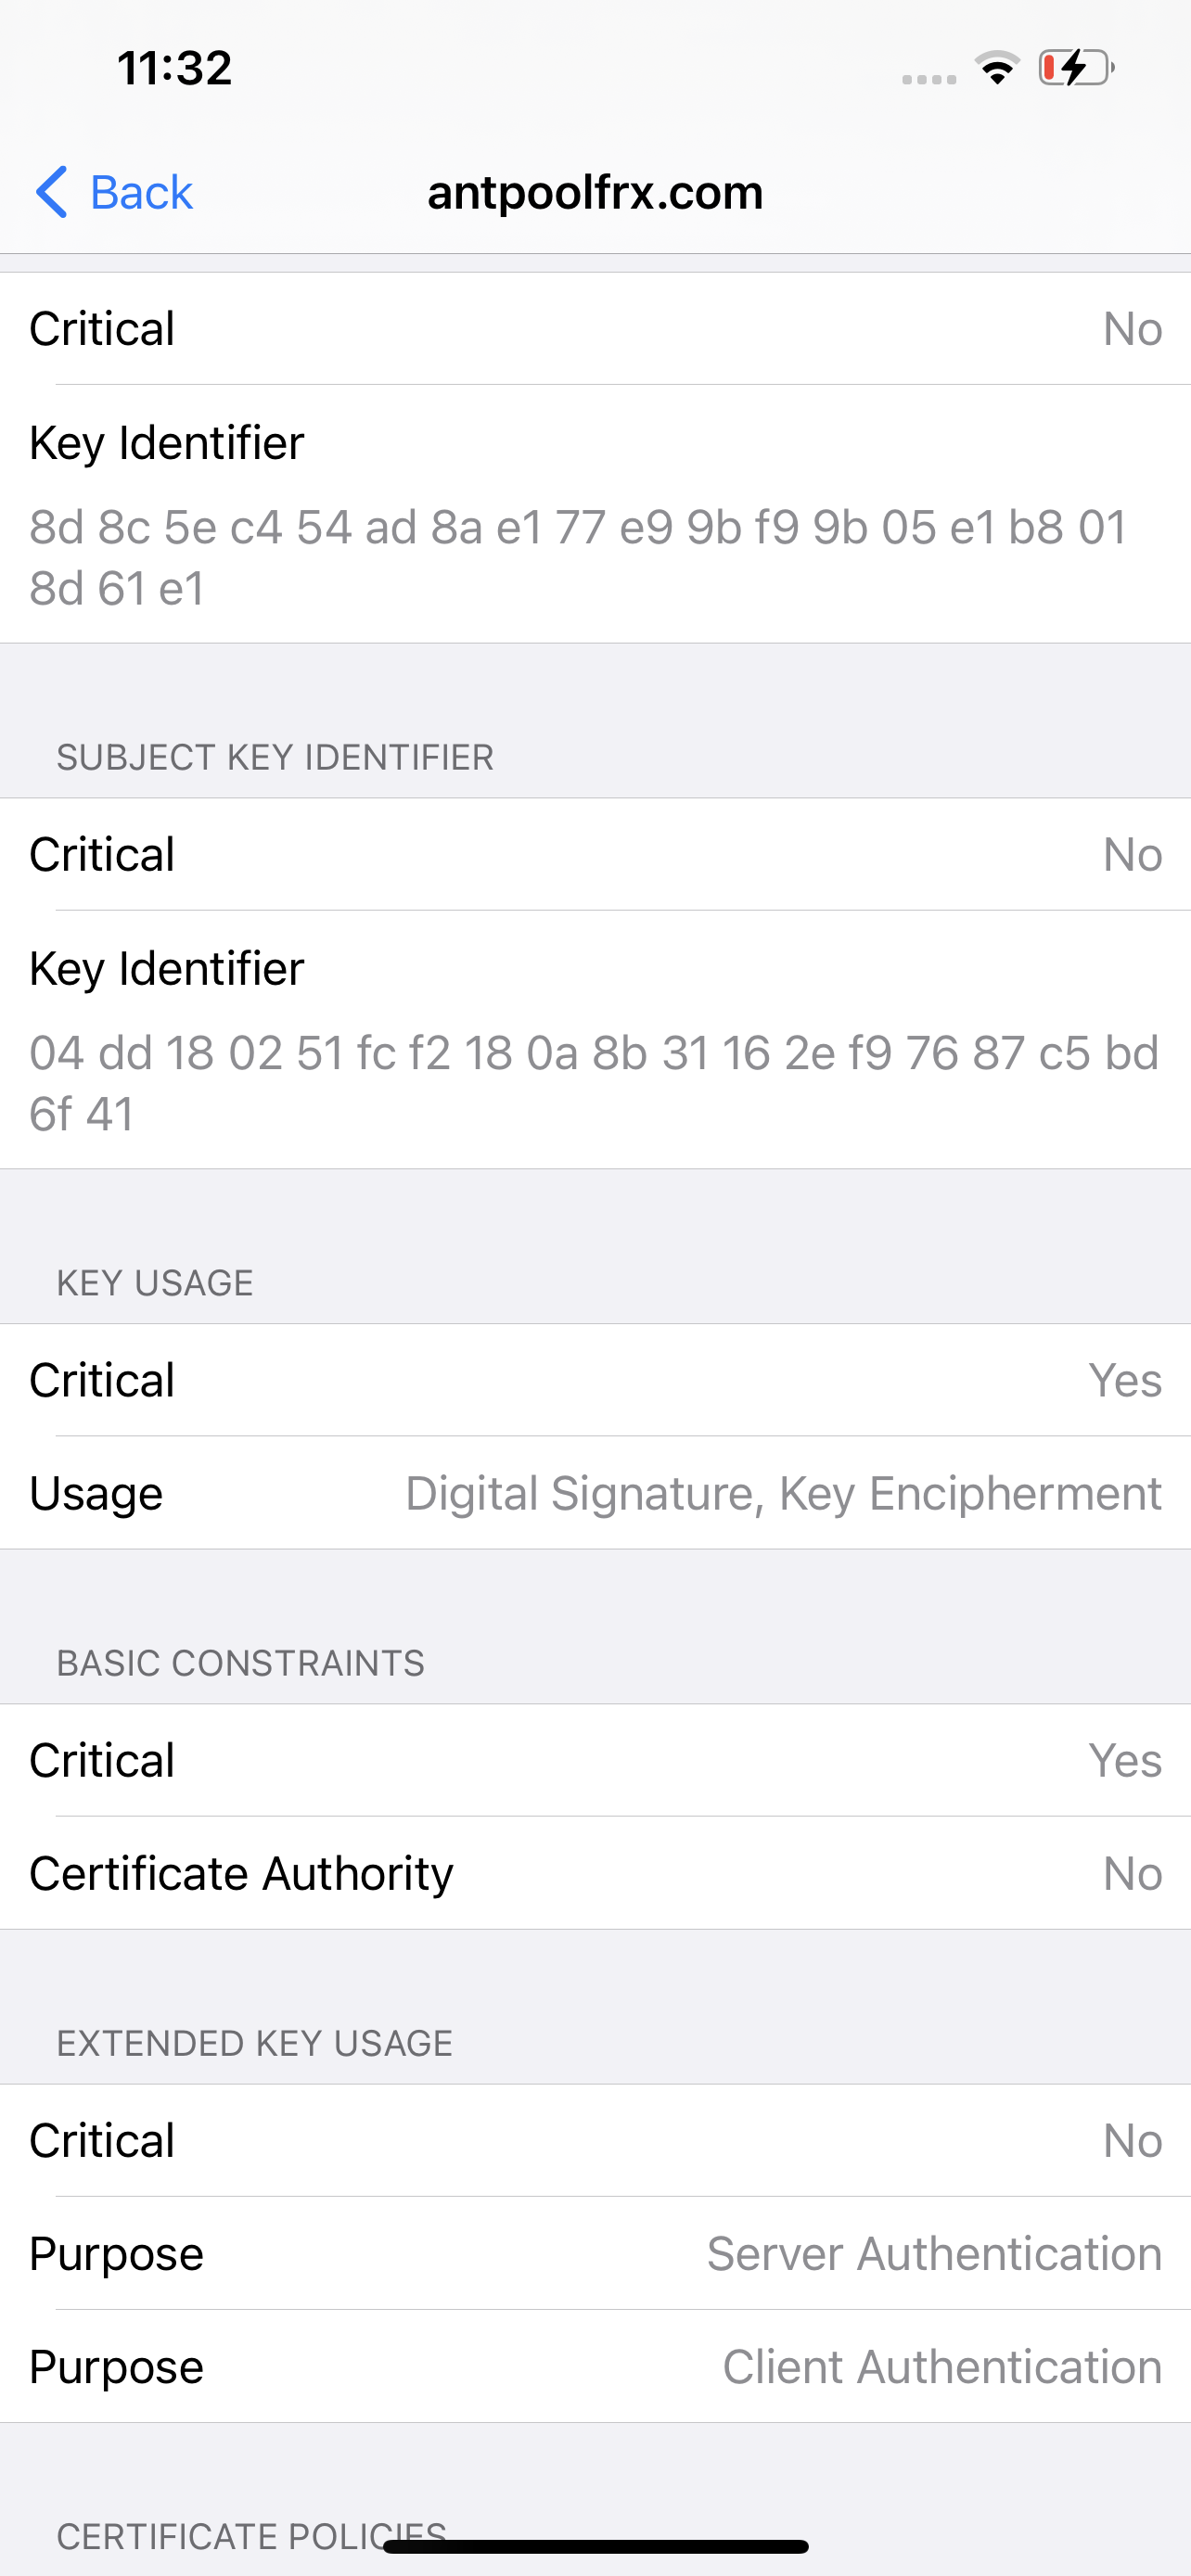 11:32
Back
antpoolfrx.com
Critical No
Key Identifier
8d 8c 5e c4 54 ad 8a e1 77 e9 9b f9 9b 05 e1 b8 01
8d 61 e1
SUBJECT KEY IDENTIFIER
Critical No
Key Identifier
04 dd 18 02 51 fc f2 18 0a 8b 31 16 2e f9 76 87 c5 bd
6f 41
KEY USAGE
Critical Yes
Usage Digital Signature, Key Encipherment
BASIC CONSTRAINTS
Critical Yes
Certificate Authority No
EXTENDED KEY USAGE
Critical No
Purpose Server Authentication
Purpose Client Authentication
CERTIFICATE POLICIES